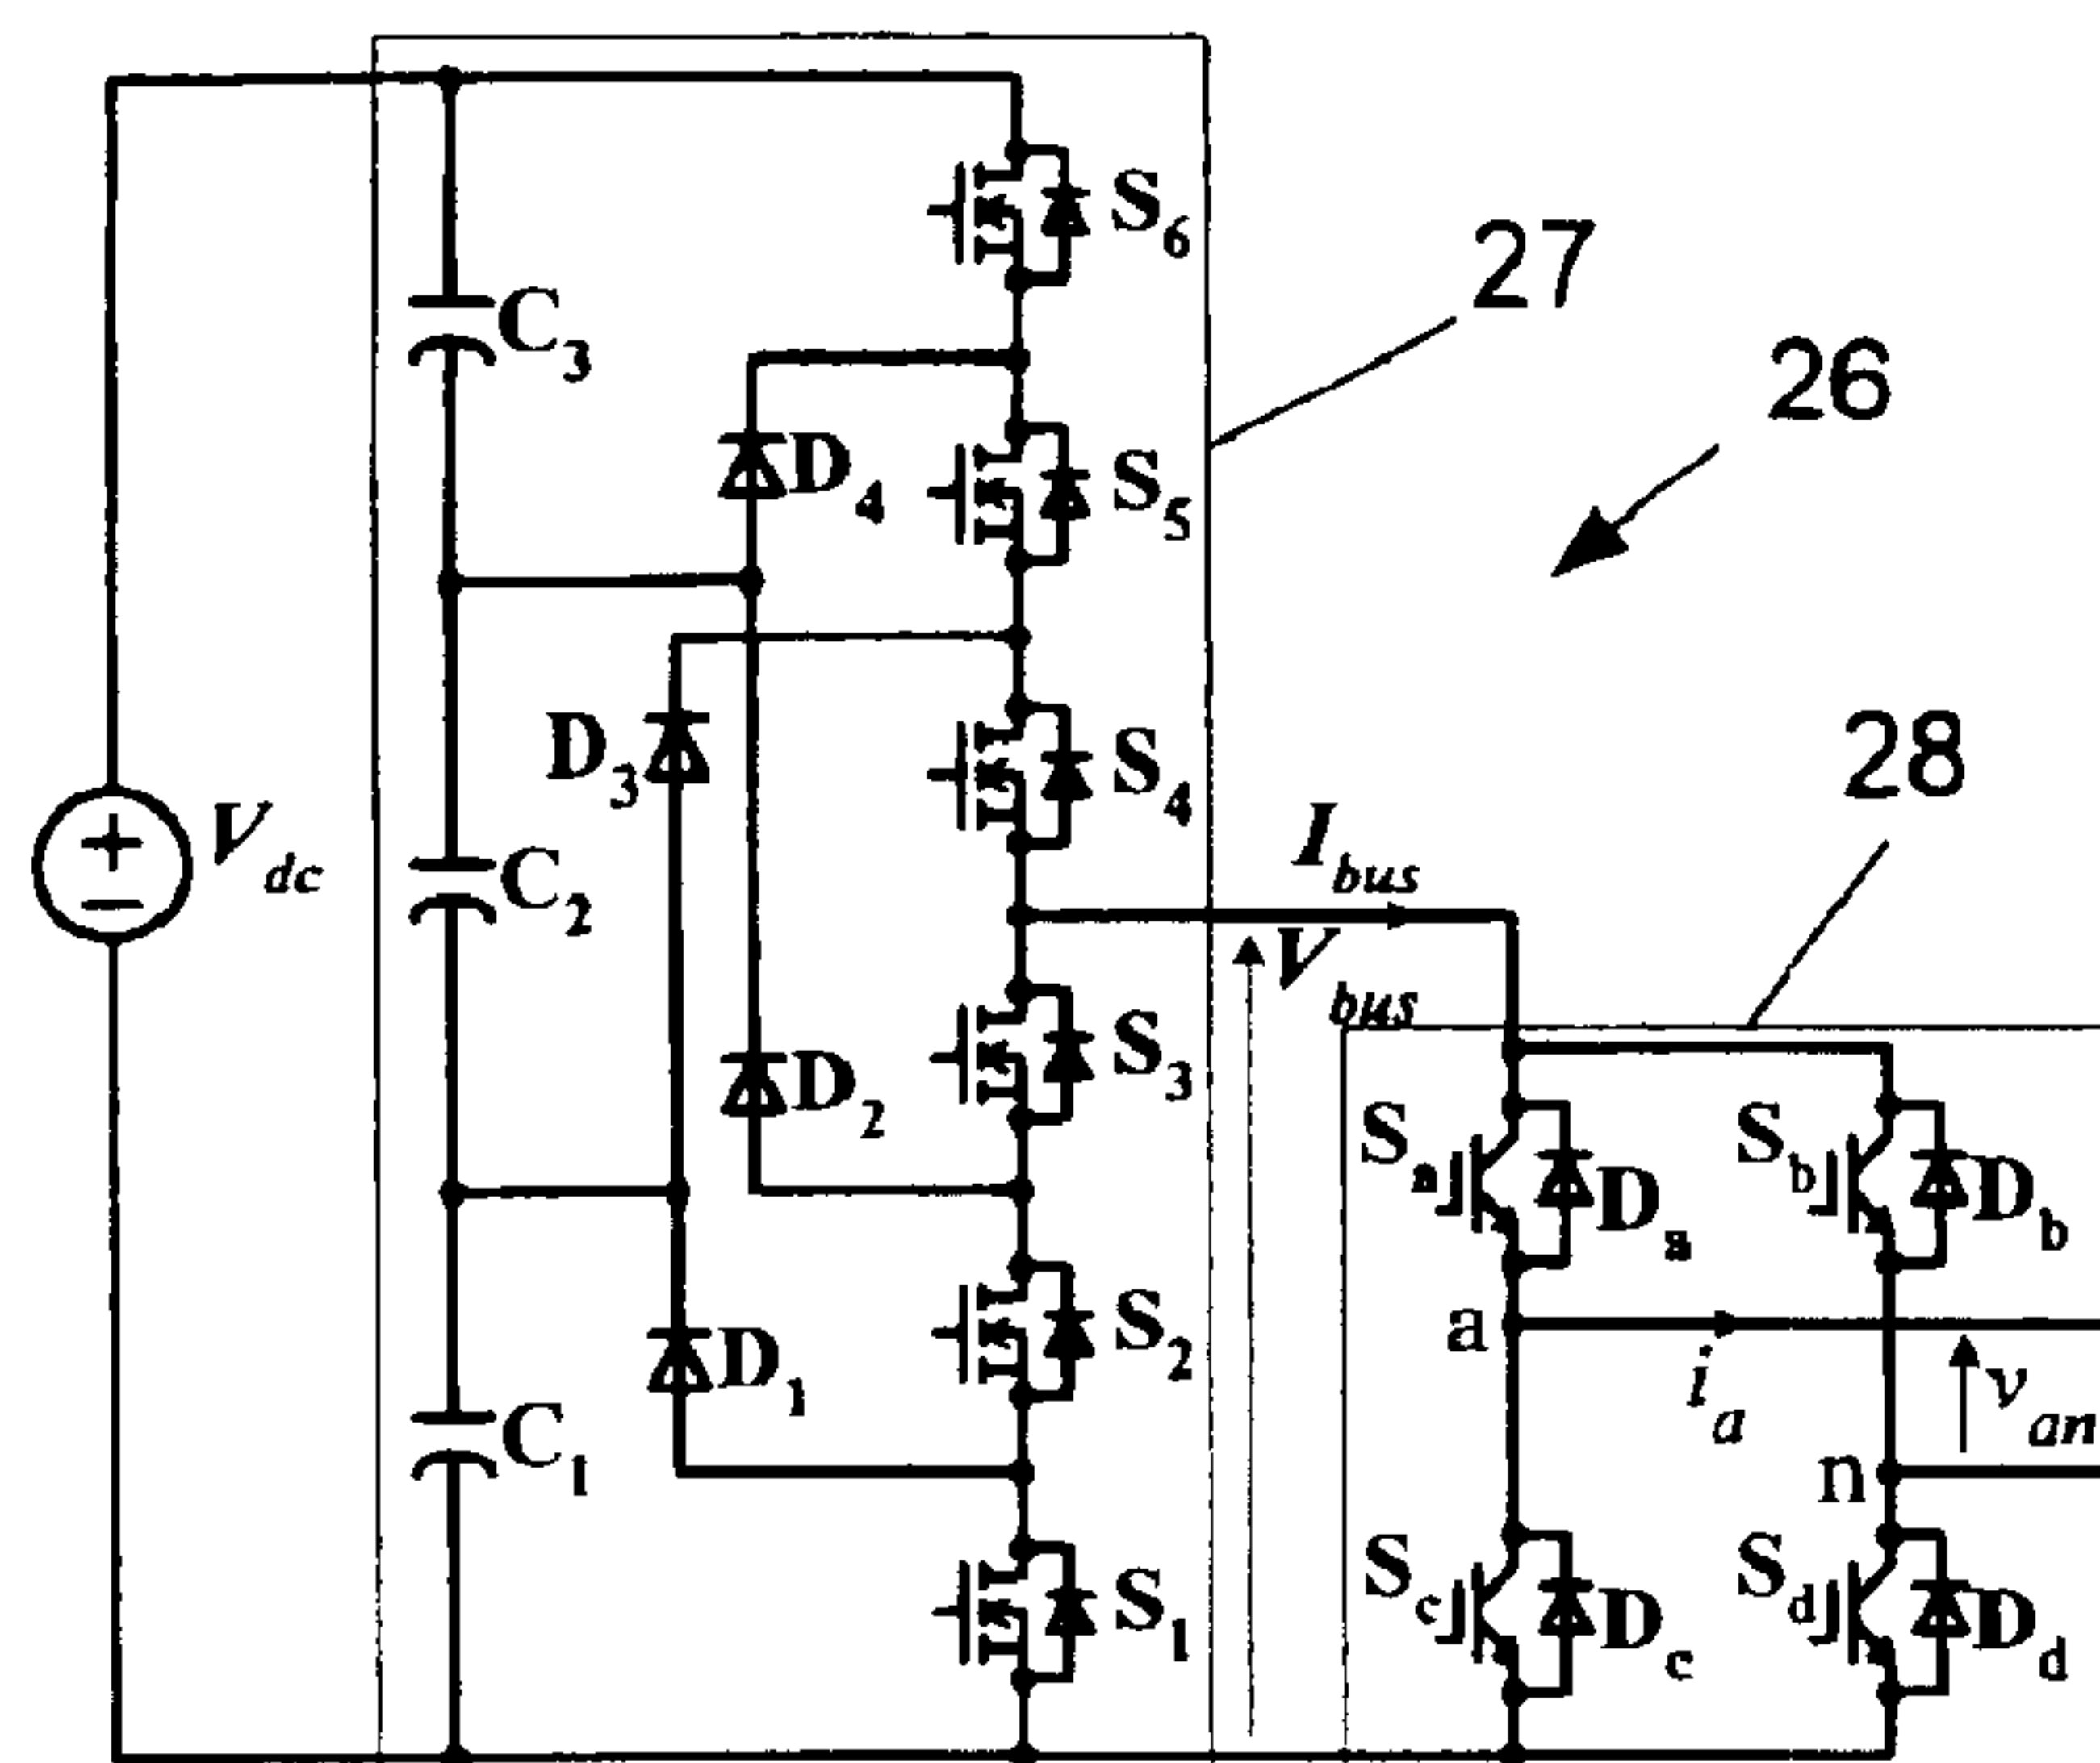 S6
27
C3
26
D4
S5
D3
S4
28
Vdc
C2
Ibus
Vbus
S3
D2
Sa
Da
Sb
Db
S2
D1
a
ia
van
C1
n
S1
Sc
Dc
Sd
Dd